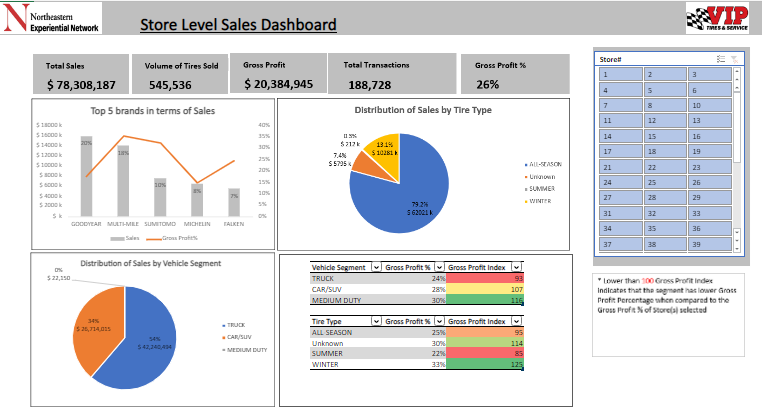 N Northeastern
Experiential Network
Store Level Sales Dashboard
VIP
TIRES & SERVICE
Total Sales
$ 78,308,187
Volume of Tires Sold
545,536
Gross Profit
$ 20,384,945
Total Transactions
188,728
Gross Profit %
26%
Store#
1 2 3
4 5 6
7 8 10
11 12 13
14 15 16
17 18 19
21 22 23
24 25 26
27 28 29
31 32 33
34 35 36
37 38 39
Top 5 brands in terms of Sales
$ 18000 k
$ 16000 k
$ 14000 k
$ 12000 k
$ 10000 k
$ 8000 k
$ 6000 k
$ 4000 k
$ 2000 k
$ k
40%
35%
30%
25%
20%
15%
10%
5%
0%
20%
18%
10%
8%
7%
GOODYEAR MULTI-MILE SUMITOMO MICHELIN FALKEN
Sales Gross Profit%
Distribution of Sales by Tire Type
0.3%
$ 212 k
13.1%
$ 10281 k
7.4%
$ 5795 k
79.2%
$ 62021 k
ALL-SEASON
Unknown
SUMMER
WINTER
Distribution of Sales by Vehicle Segment
0%
$ 22,150
34%
$ 26,714,015
54%
TRUCK
CAR/SUV
MEDIUM DUTY
Vehicle Segment Gross Profit % Gross Profit Index
TRUCK 24% 93
CAR/SUV 28% 107
MEDIUM DUTY 30% 116
Tire Type Gross Profit % Gross Profit Index
ALL-SEASON 25% 95
Unknown 30% 114
SUMMER 22% 85
WINTER 33% 125
* Lower than 100 Gross Profit Index
Indicates that the segment has lower Gross
Profit Percentage when compared to the
Gross Profit % of Store(s) selected